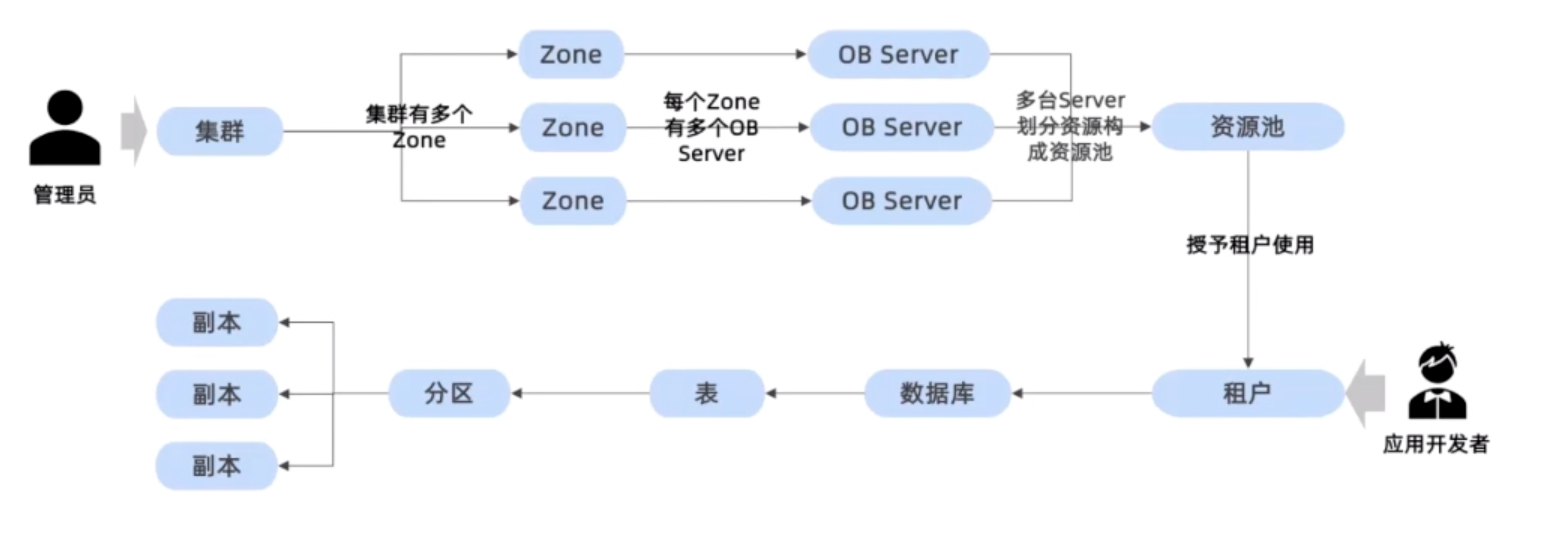 Zone
OB Server
集群有多个
Zone
每个Zone
有多个OB
Server
多台Server
划分资源构
成资源池
集群
Zone
OB Server
资源池
管理员
Zone
OB Server
授予租户使用
副本
副本
分区
表
数据库
租户
副本
应用开发者